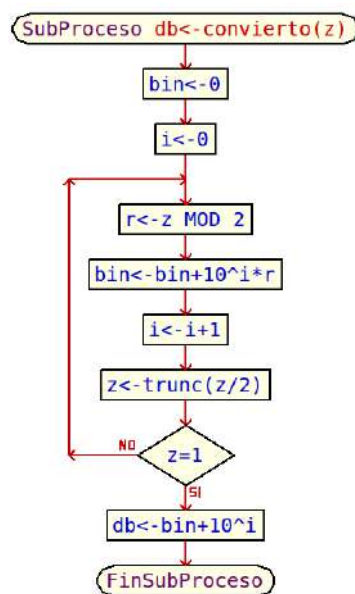 SubProceso db<-convierto(z)
bin<-0
i<-0
r<-z MOD 2
bin<-bin+10^i*r
i<-i+1
z<-trunc(z/2)
NO
z=1
SI
db<-bin+10^i
FinSubProceso